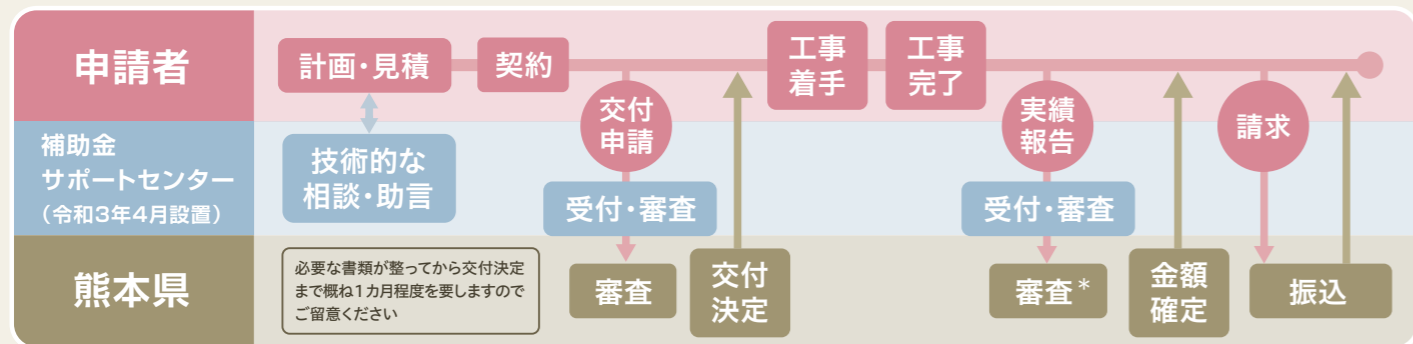 申請者
計画・見積
契約
交付
申請
工事
着手
工事
完了
実績
報告
請求
補助金
サポートセンター
(令和3年4月設置)
技術的な
相談・助言
受付・審査
受付・審査
熊本県
必要な書類が整ってから交付決定
まで概ね1カ月程度を要しますので
ご留意ください
審査
交付
決定
審査*
金額
確定
振込